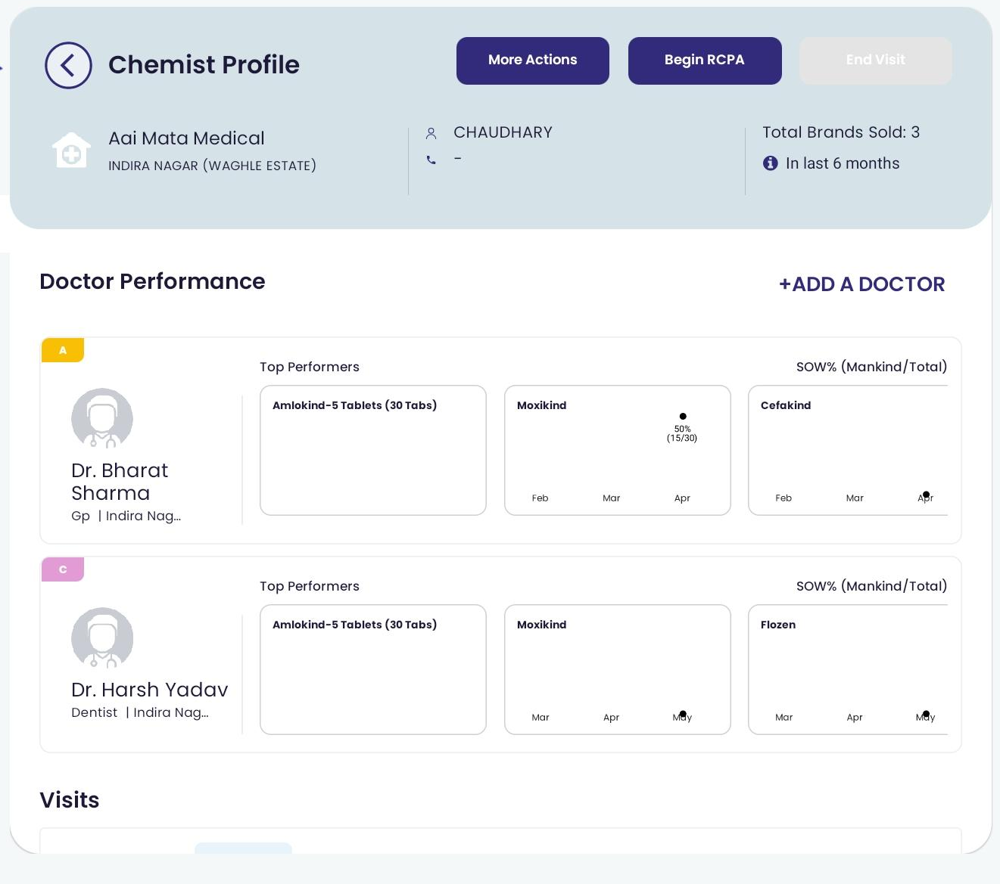 Chemist Profile
More Actions
Begin RCPA
End Visit
Aai Mata Medical
INDIRA NAGAR (WAGHLE ESTATE)
CHAUDHARY
-
Total Brands Sold: 3
In last 6 months
Doctor Performance
+ADD A DOCTOR
A
Dr. Bharat
Sharma
Gp | Indira Nag...
Top Performers
SOW% (Mankind/Total)
Amlokind-5 Tablets (30 Tabs)
Moxikind
50%
(15/30)
Feb Mar Apr
Cefakind
Feb Mar Apr
C
Dr. Harsh Yadav
Dentist | Indira Nag...
Top Performers
SOW% (Mankind/Total)
Amlokind-5 Tablets (30 Tabs)
Moxikind
Mar Apr May
Flozen
Mar Apr May
Visits